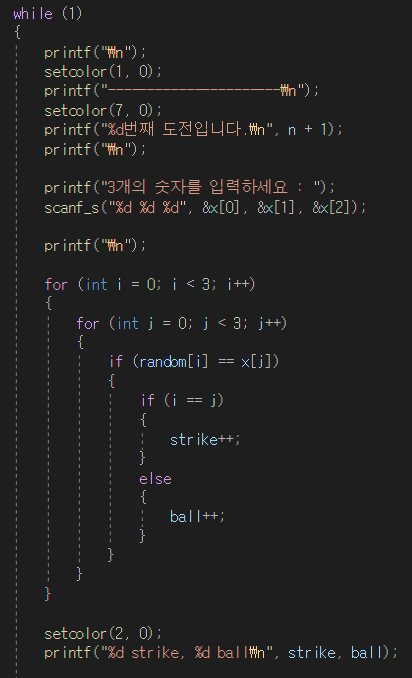 while (1)
{
printf("₩n");
setcolor(1, 0);
printf("----------------------₩n");
setcolor(7, 0);
printf("%d번째 도전입니다.₩n", n + 1);
printf("₩n");
printf("3개의 숫자를 입력하세요 : ");
scanf_s("%d %d %d", &x[0], &x[1], &x[2]);
printf("₩n");
for (int i = 0; i < 3; i++)
{
for (int j = 0; j < 3; j++)
{
if (random[i] == x[j])
{
if (i == j)
{
strike++;
}
else
{
ball++;
}
}
}
}
setcolor(2, 0);
printf("%d strike, %d ball₩n", strike, ball);